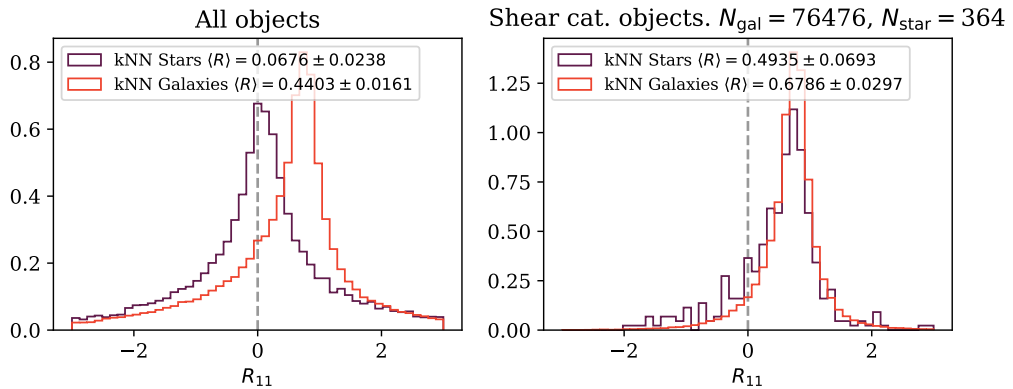 All objects
kNN Stars ⟨R⟩ = 0.0676 ± 0.0238
kNN Galaxies ⟨R⟩ = 0.4403 ± 0.0161
0.8
0.6
0.4
0.2
0.0
−2
0
2
R₁₁
Shear cat. objects. N_gal = 76476, N_star = 364
kNN Stars ⟨R⟩ = 0.4935 ± 0.0693
kNN Galaxies ⟨R⟩ = 0.6786 ± 0.0297
1.25
1.00
0.75
0.50
0.25
0.00
−2
0
2
R₁₁